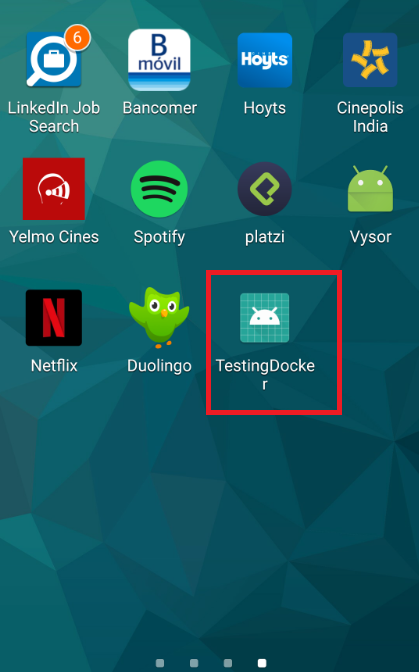 6
B
móvil
Hoyts
LinkedIn Job
Search
Bancomer
Hoyts
Cinepolis
India
Yelmo Cines
Spotify
platzi
Vysor
N
Netflix
Duolingo
TestingDocke
r